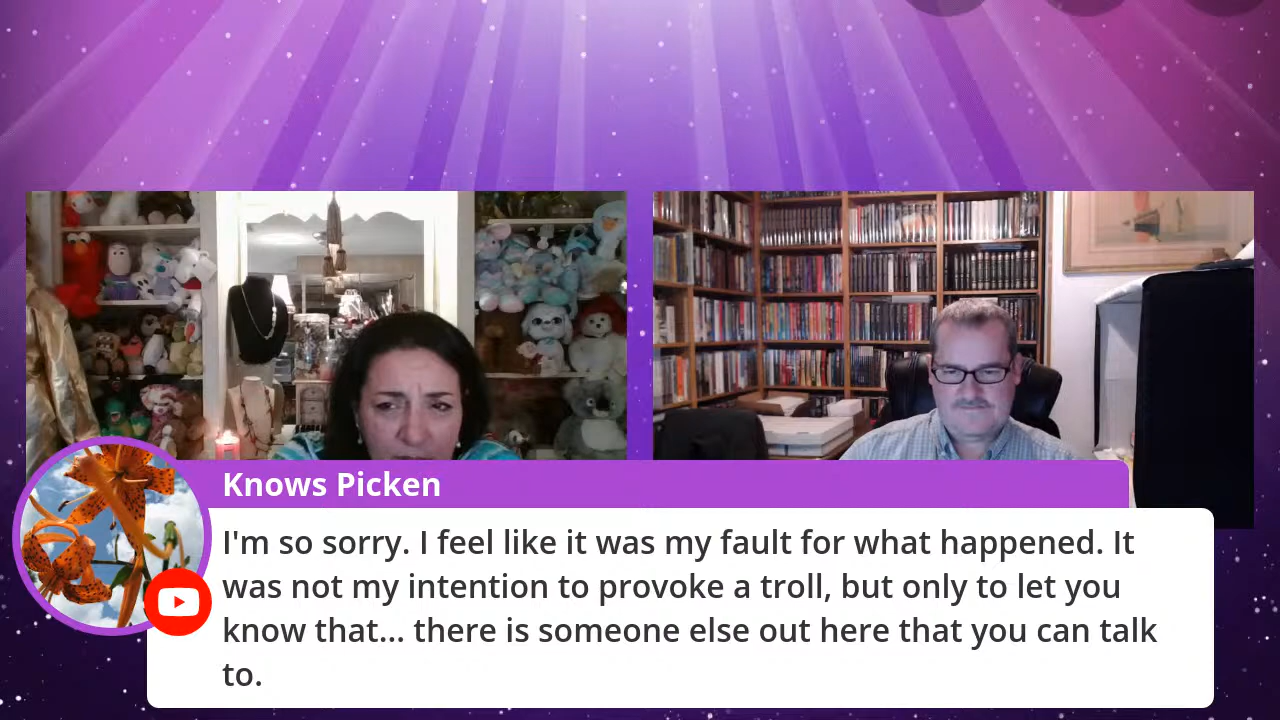 Knows Picken
I'm so sorry. I feel like it was my fault for what happened. It
was not my intention to provoke a troll, but only to let you
know that... there is someone else out here that you can talk
to.